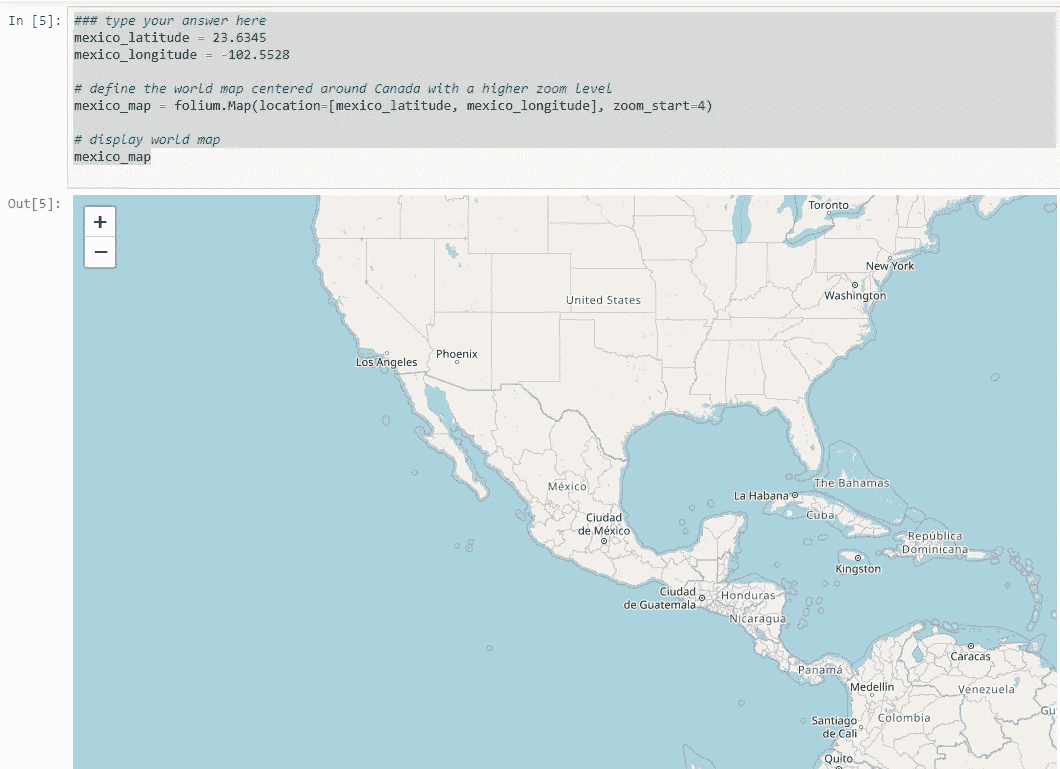 In [5]:
### type your answer here
mexico_latitude = 23.6345
mexico_longitude = -102.5528
# define the world map centered around Canada with a higher zoom level
mexico_map = folium.Map(location=[mexico_latitude, mexico_longitude], zoom_start=4)
# display world map
mexico_map
Out[5]:
+
−
Toronto
New York
Washington
United States
Phoenix
Los Angeles
México
Ciudad
de México
La Habana
The Bahamas
Cuba
República
Dominicana
Kingston
Ciudad
de Guatemala
Honduras
Nicaragua
Panamá
Caracas
Medellín
Venezuela
Gu
Santiago
de Cali
Colombia
Quito